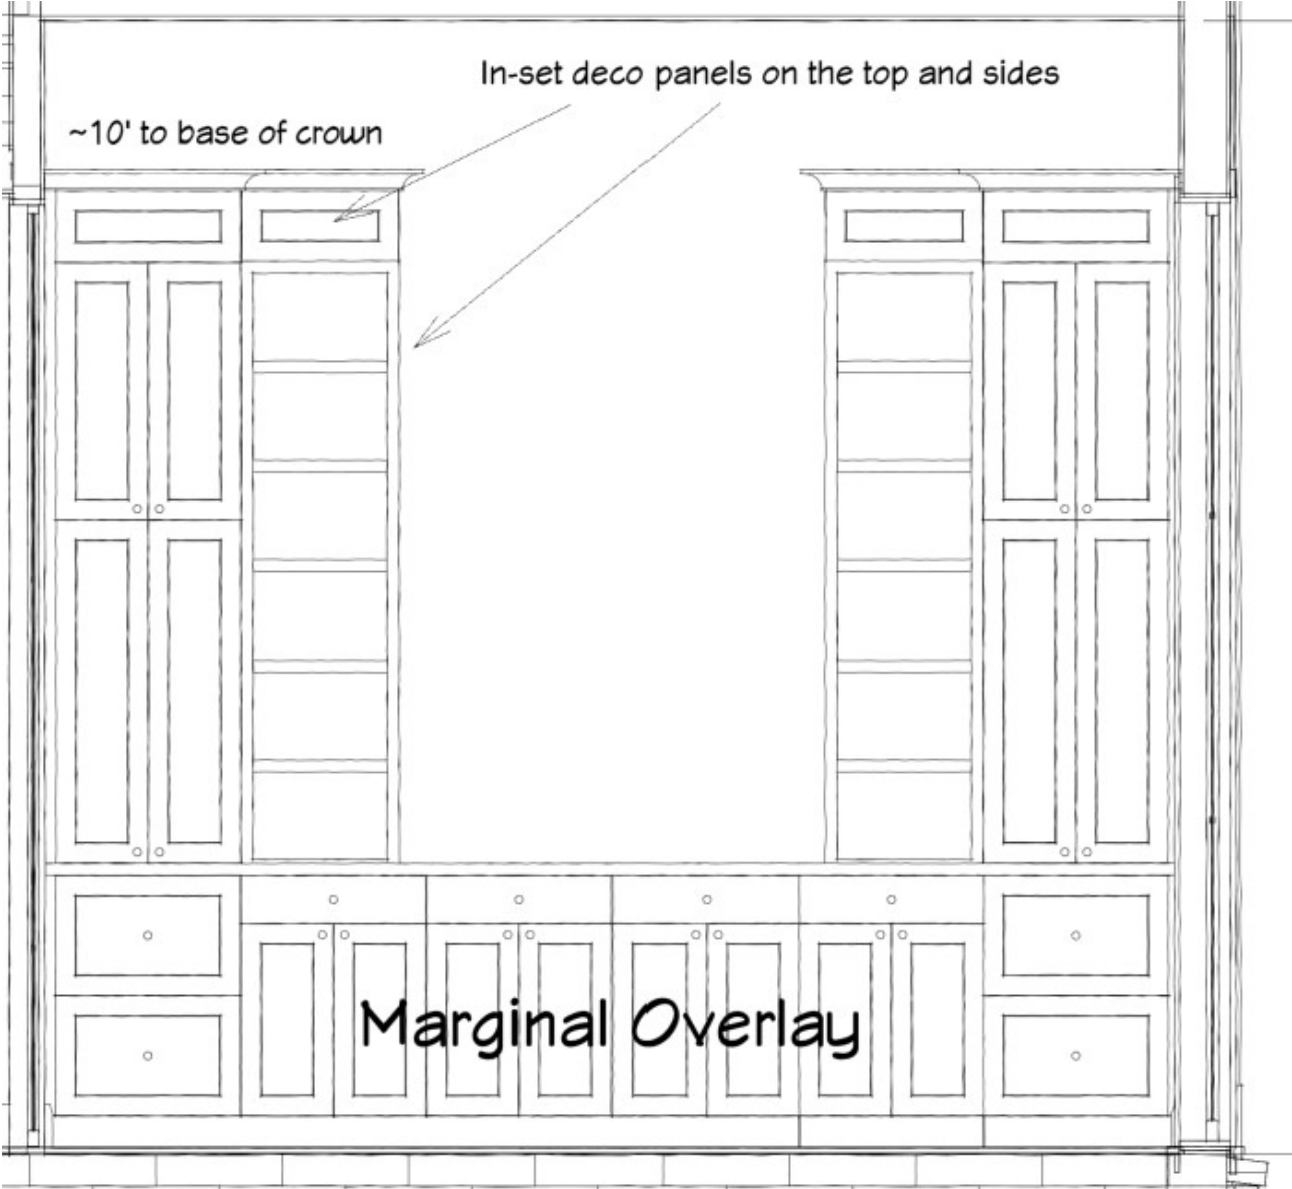 In-set deco panels on the top and sides
~10' to base of crown
Marginal Overlay